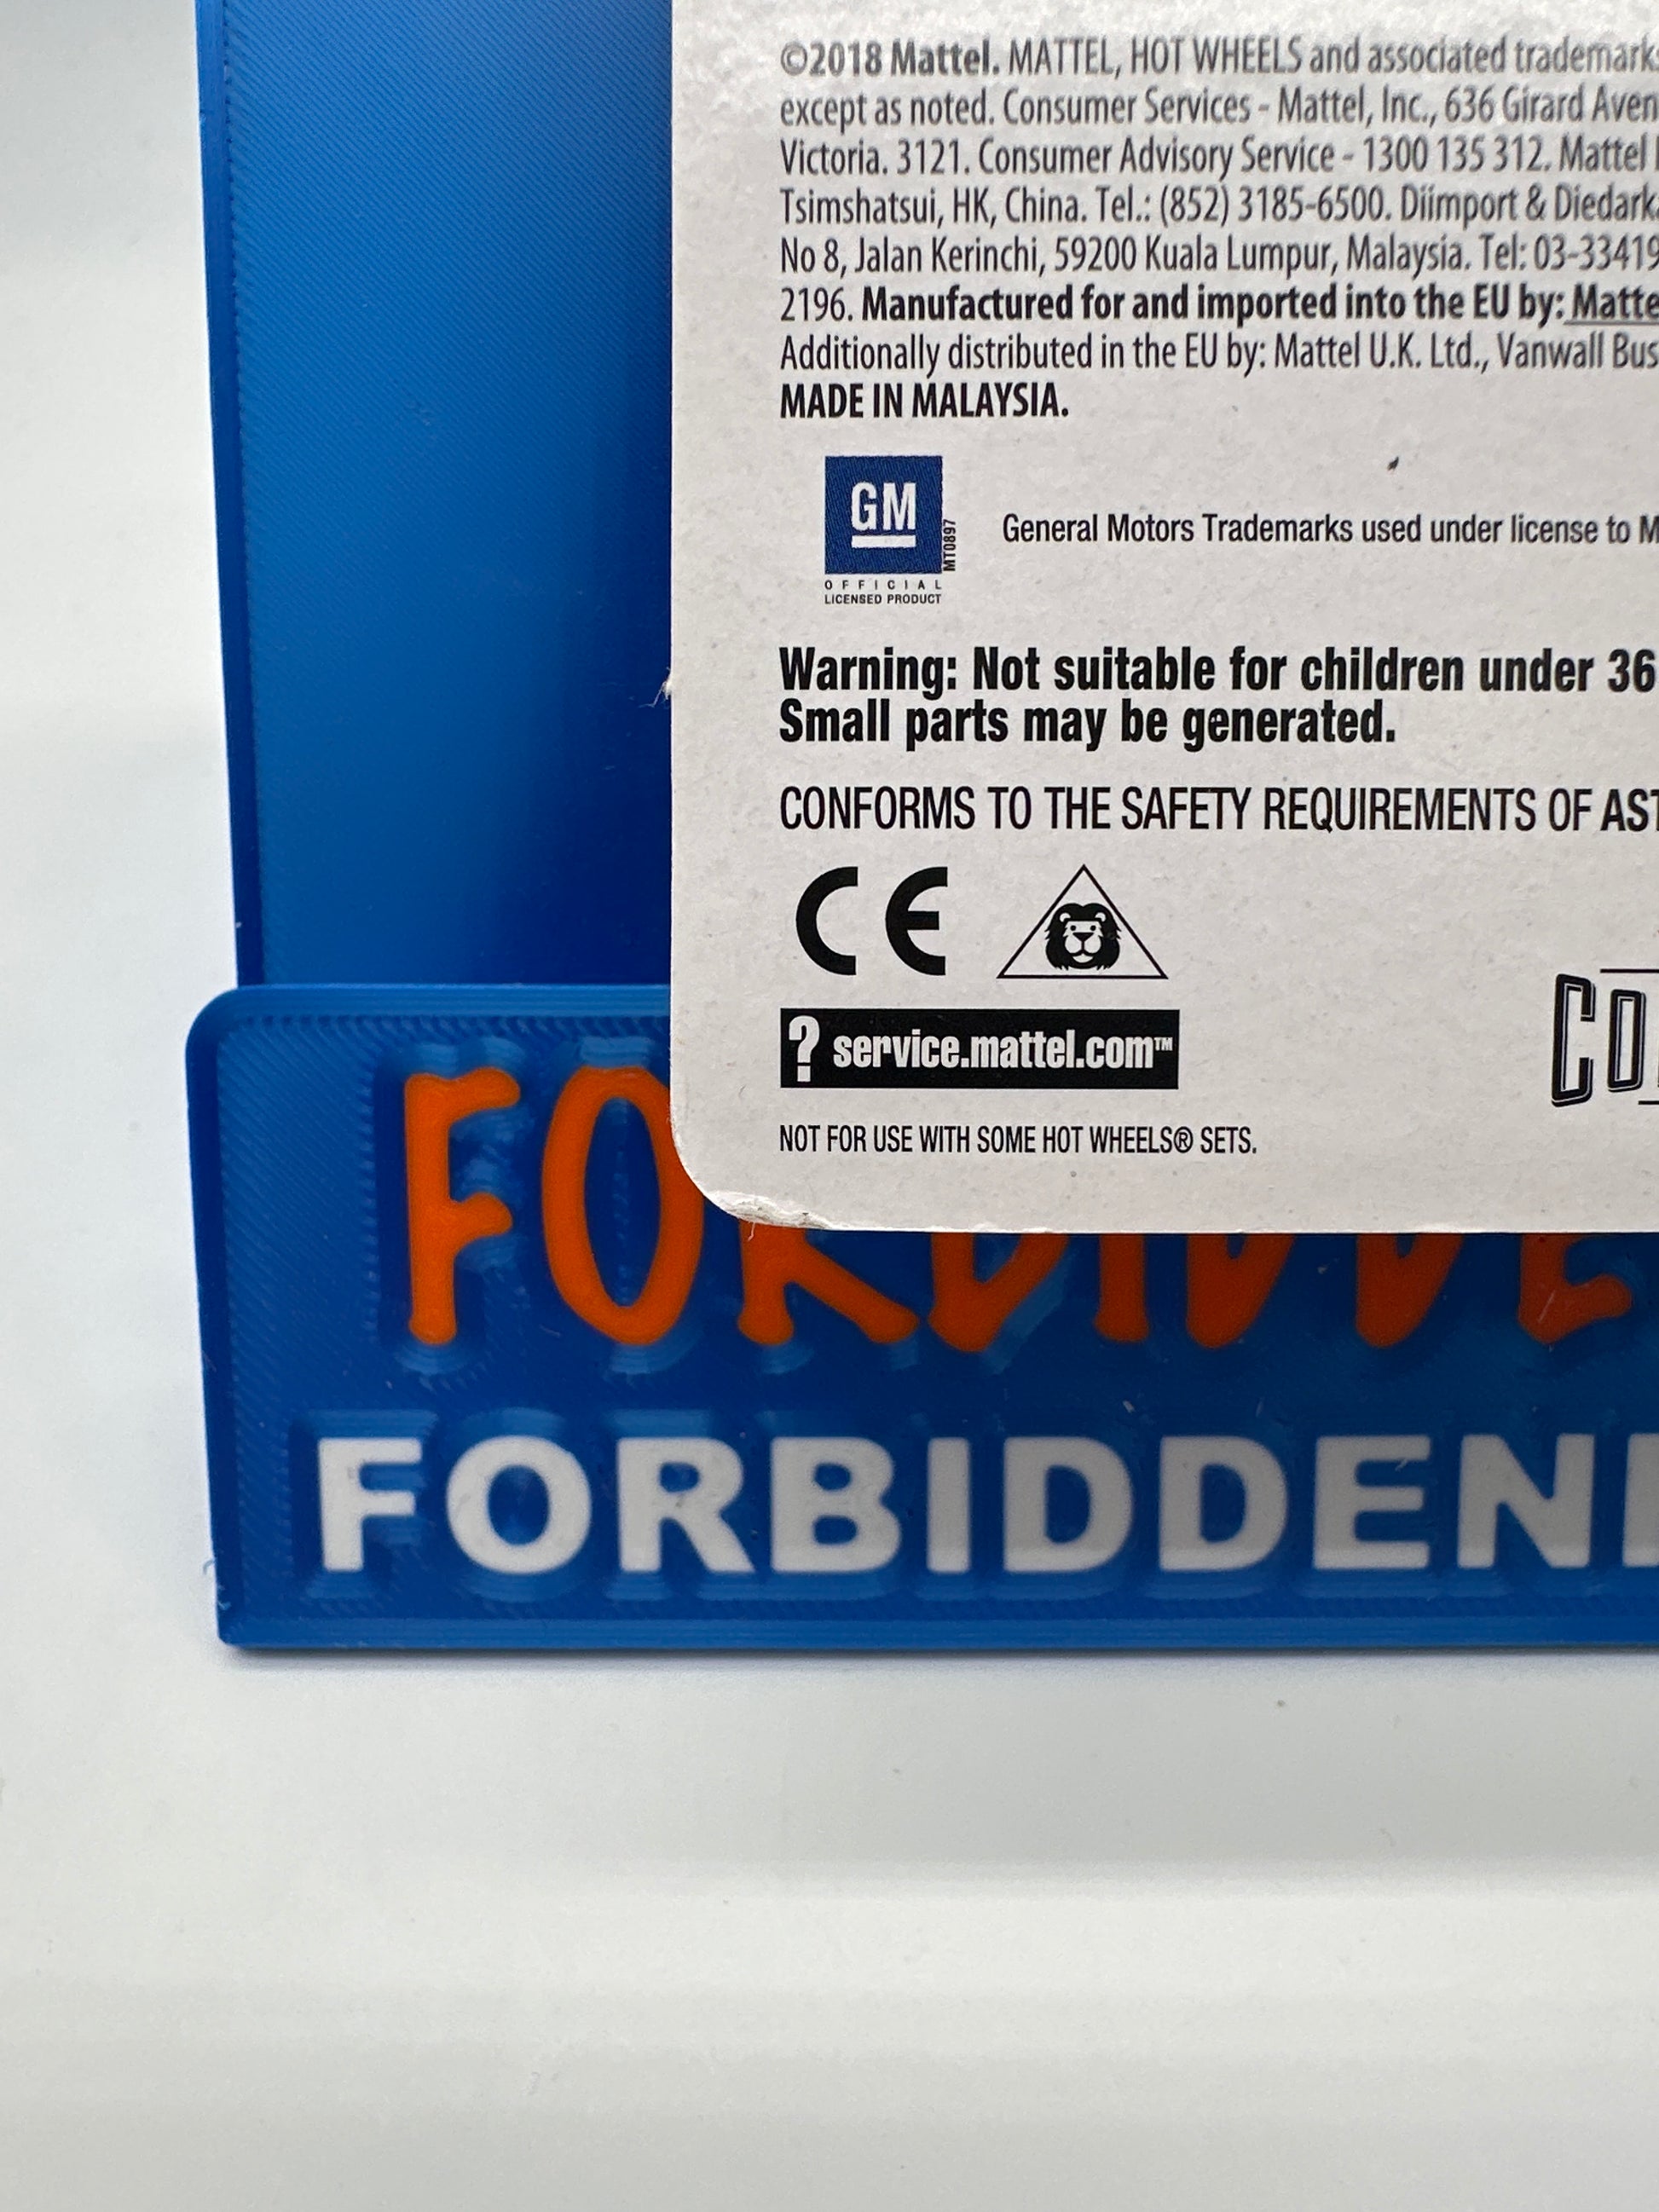 ©2018 Mattel. MATTEL, HOT WHEELS and associated trademarks
except as noted. Consumer Services - Mattel, Inc., 636 Girard Aven
Victoria. 3121. Consumer Advisory Service - 1300 135 312. Mattel
Tsimshatsui, HK, China. Tel.: (852) 3185-6500. Diimport & Diedark
No 8, Jalan Kerinchi, 59200 Kuala Lumpur, Malaysia. Tel: 03-33419
2196. Manufactured for and imported into the EU by: Matte
Additionally distributed in the EU by: Mattel U.K. Ltd., Vanwall Bus
MADE IN MALAYSIA.
GM
MT0897
OFFICIAL
LICENSED PRODUCT
General Motors Trademarks used under license to M
Warning: Not suitable for children under 36
Small parts may be generated.
CONFORMS TO THE SAFETY REQUIREMENTS OF AST
CE
? service.mattel.com™
CO
NOT FOR USE WITH SOME HOT WHEELS® SETS.
FORBIDDE
FORBIDDEN